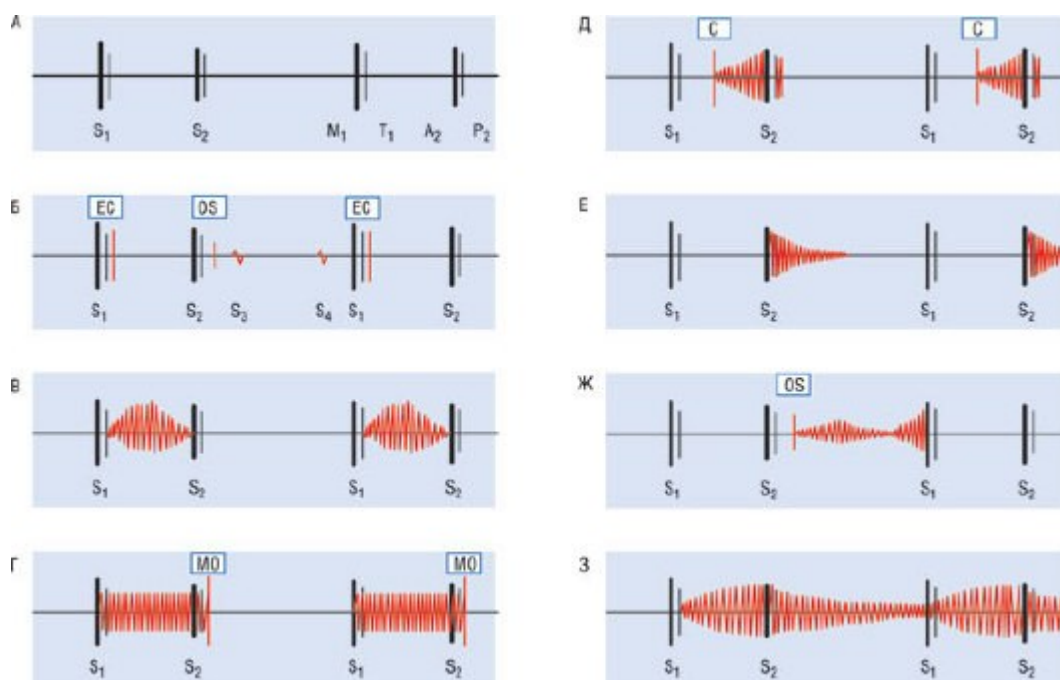 А
S₁ S₂ M₁ T₁ A₂ P₂
Б
EC OS EC
S₁ S₂ S₃ S₄ S₁ S₂
В
S₁ S₂ S₁ S₂
Г
MO MO
S₁ S₂ S₁ S₂
Д
C C
S₁ S₂ S₁ S₂
Е
S₁ S₂ S₁ S₂
Ж
OS
S₁ S₂ S₁ S₂
З
S₁ S₂ S₁ S₂